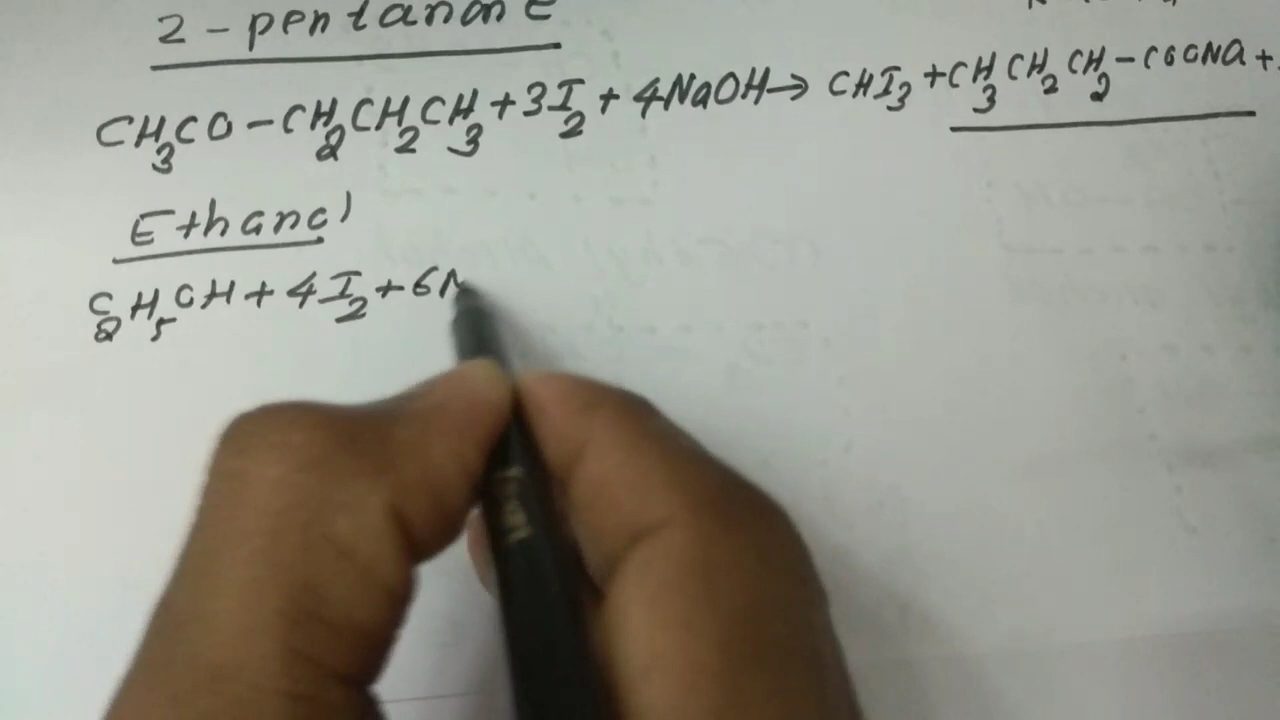 2-pentanone
CH₃CO-CH₂CH₂CH₃+3I₂+4NaOH→ CHI₃+CH₃CH₂CH₂-COONa+
Ethanol
C₂H₅OH+4I₂+6N